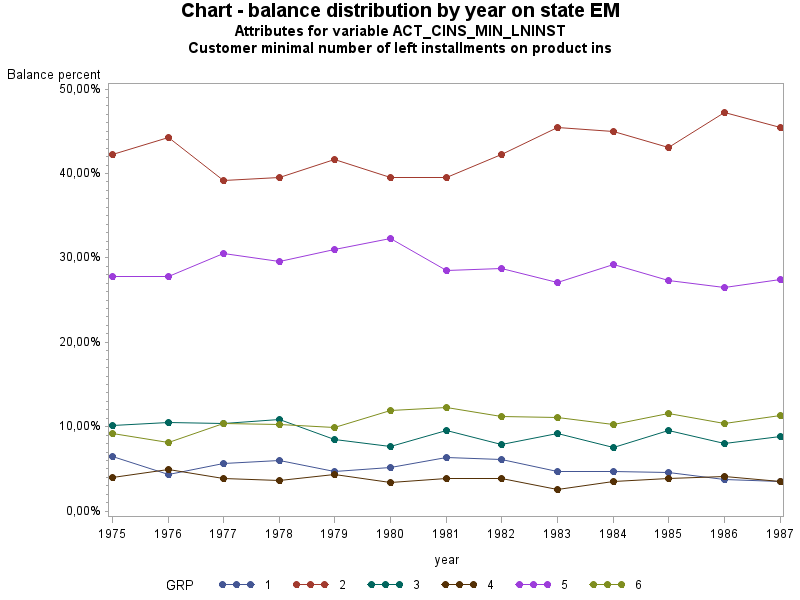 Chart - balance distribution by year on state EM
Attributes for variable ACT_CINS_MIN_LNINST
Customer minimal number of left installments on product ins
Balance percent
50,00%
40,00%
30,00%
20,00%
10,00%
0,00%
1975 1976 1977 1978 1979 1980 1981 1982 1983 1984 1985 1986 1987
year
GRP 1 2 3 4 5 6